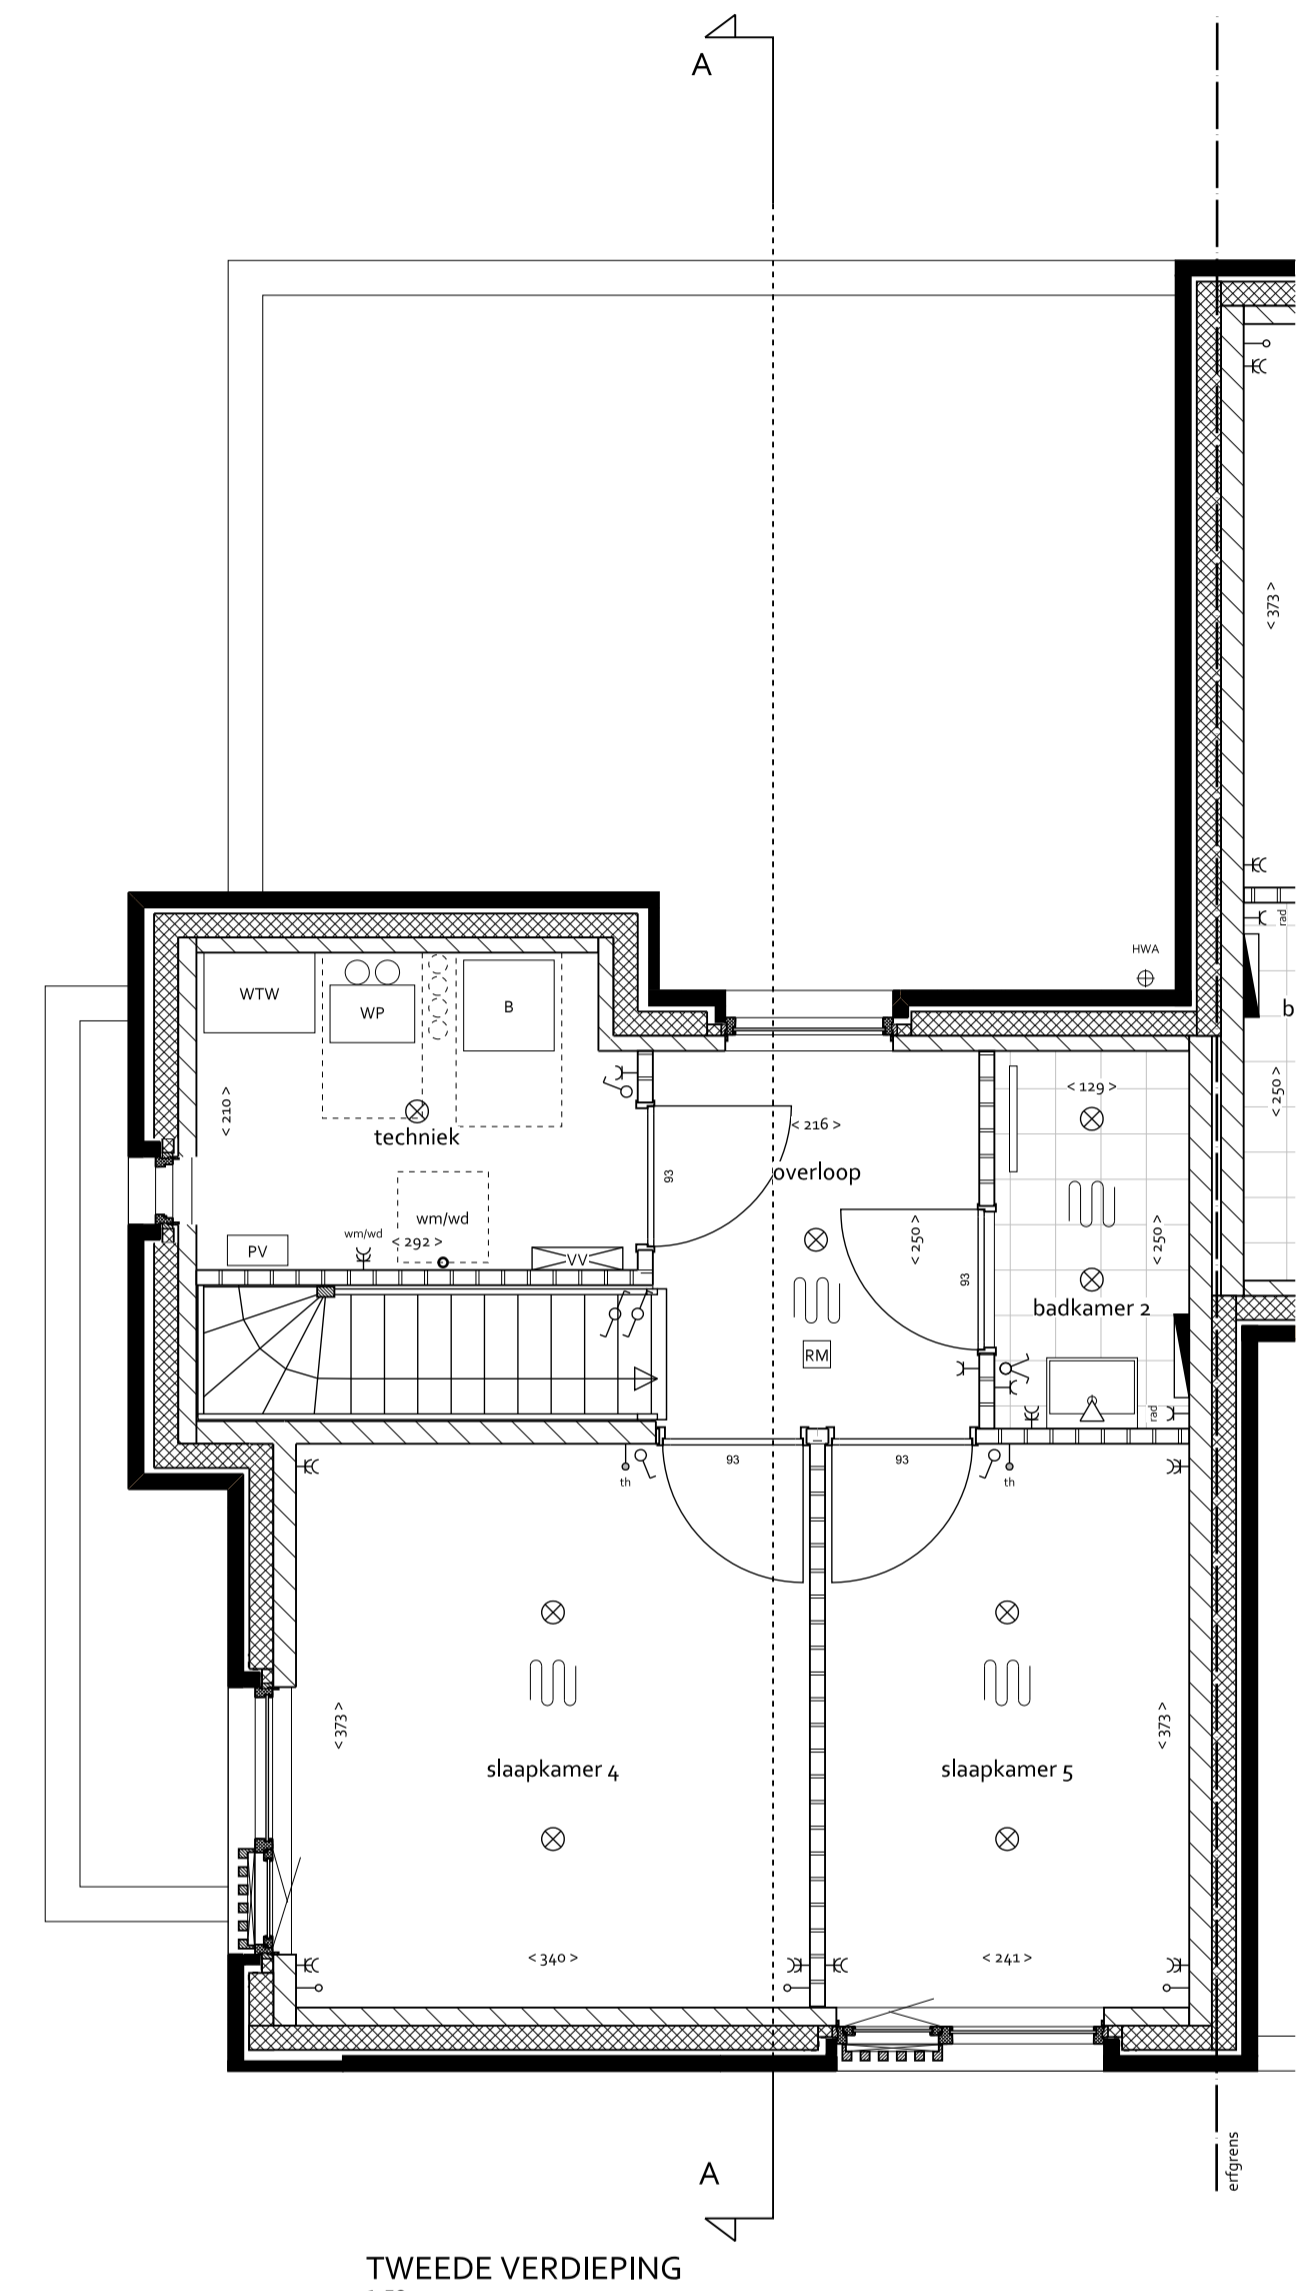 A
< 373 >
HWA
rad
WTW
WP
B
b
< 210 >
< 129 >
< 250 >
techniek
< 216 >
overloop
93
wm/wd
wm/wd
< 292 >
PV
VV
< 250 >
< 250 >
93
badkamer 2
RM
rad
93
93
th
th
< 373 >
< 373 >
slaapkamer 4
slaapkamer 5
< 340 >
< 241 >
A
erfgrens
TWEEDE VERDIEPING